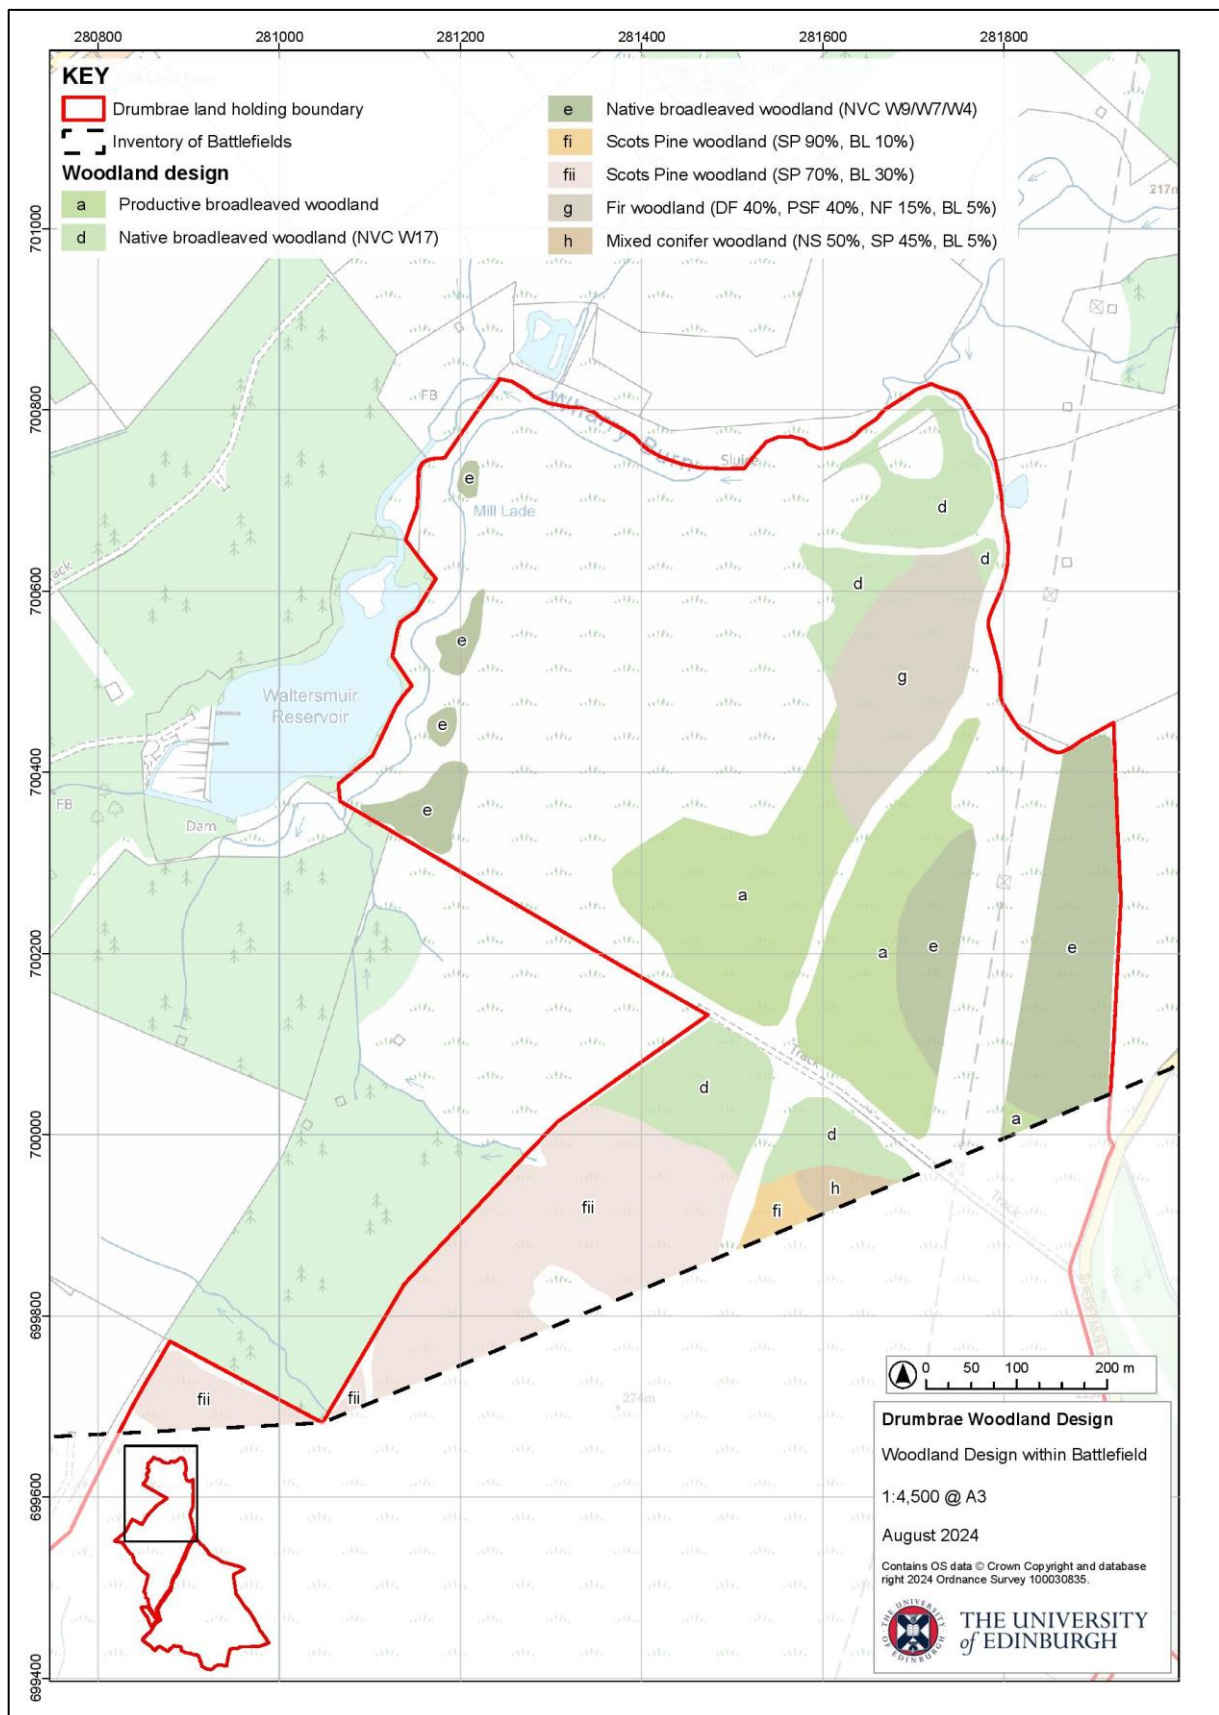 280800 281000 281200 281400 281600 281800
KEY
Drumbrae land holding boundary
Inventory of Battlefields
Woodland design
a Productive broadleaved woodland
d Native broadleaved woodland (NVC W17)
e Native broadleaved woodland (NVC W9/W7/W4)
fi Scots Pine woodland (SP 90%, BL 10%)
fii Scots Pine woodland (SP 70%, BL 30%)
g Fir woodland (DF 40%, PSF 40%, NF 15%, BL 5%)
h Mixed conifer woodland (NS 50%, SP 45%, BL 5%)
217m
701000
700800
700600
700400
700200
700000
699800
699600
699400
FB
Wharry Burn
Sluice
Mill Lade
e
d
d
d
e
g
Waltersmuir
Reservoir
e
FB
Dam
e
a
a
e
e
Track
d
a
d
h
fi
fii
Track
fii
fii
274m
0 50 100 200 m
Drumbrae Woodland Design
Woodland Design within Battlefield
1:4,500 @ A3
August 2024
Contains OS data © Crown Copyright and database
right 2024 Ordnance Survey 100030835.
THE UNIVERSITY
of EDINBURGH
THE UNIVERSITY OF EDINBURGH